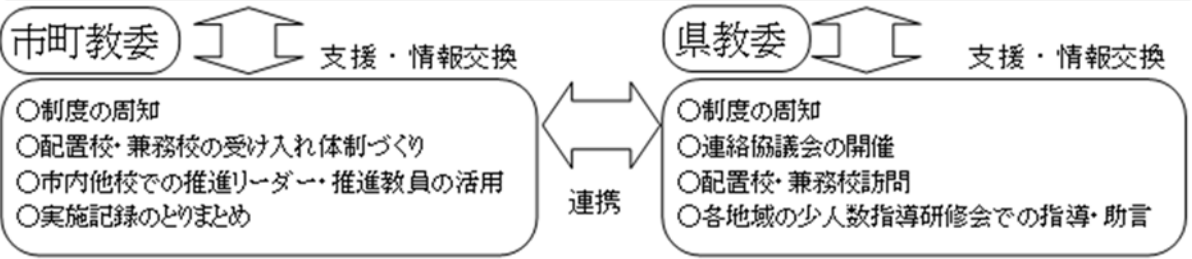 市町教委
支援・情報交換
○制度の周知
○配置校・兼務校の受け入れ体制づくり
○市内他校での推進リーダー・推進教員の活用
○実施記録のとりまとめ
連携
県教委
支援・情報交換
○制度の周知
○連絡協議会の開催
○配置校・兼務校訪問
○各地域の少人数指導研修会での指導・助言